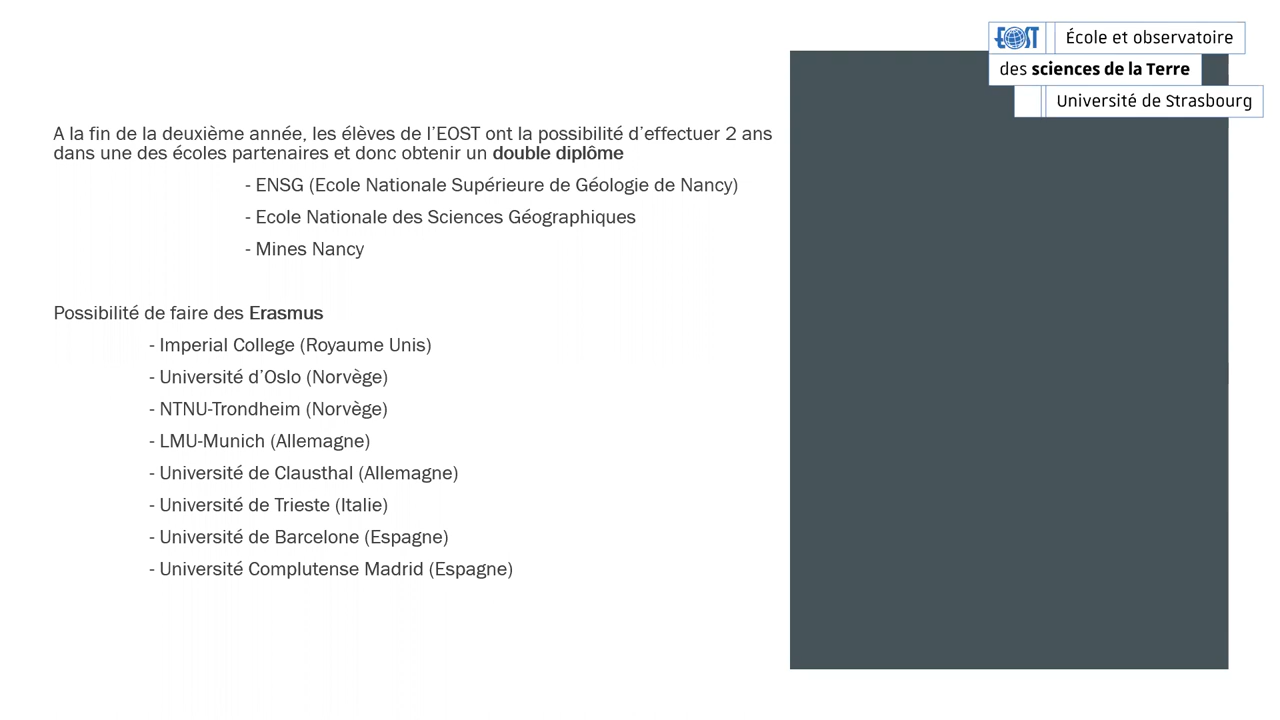 EOST École et observatoire
des sciences de la Terre
Université de Strasbourg
A la fin de la deuxième année, les élèves de l’EOST ont la possibilité d’effectuer 2 ans
dans une des écoles partenaires et donc obtenir un double diplôme
- ENSG (Ecole Nationale Supérieure de Géologie de Nancy)
- Ecole Nationale des Sciences Géographiques
- Mines Nancy
Possibilité de faire des Erasmus
- Imperial College (Royaume Unis)
- Université d’Oslo (Norvège)
- NTNU-Trondheim (Norvège)
- LMU-Munich (Allemagne)
- Université de Clausthal (Allemagne)
- Université de Trieste (Italie)
- Université de Barcelone (Espagne)
- Université Complutense Madrid (Espagne)